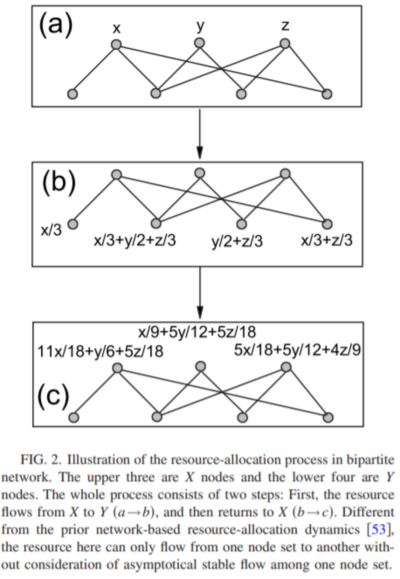 (a)
x
y
z
(b)
x/3
x/3+y/2+z/3
y/2+z/3
x/3+z/3
x/9+5y/12+5z/18
11x/18+y/6+5z/18
5x/18+5y/12+4z/9
(c)
FIG. 2. Illustration of the resource-allocation process in bipartite
network. The upper three are X nodes and the lower four are Y
nodes. The whole process consists of two steps: First, the resource
flows from X to Y (a→b), and then returns to X (b→c). Different
from the prior network-based resource-allocation dynamics [53],
the resource here can only flow from one node set to another with-
out consideration of asymptotical stable flow among one node set.